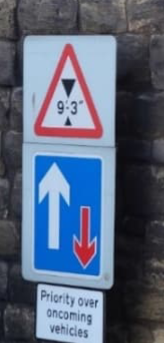 9'-3"
Priority over
oncoming
vehicles